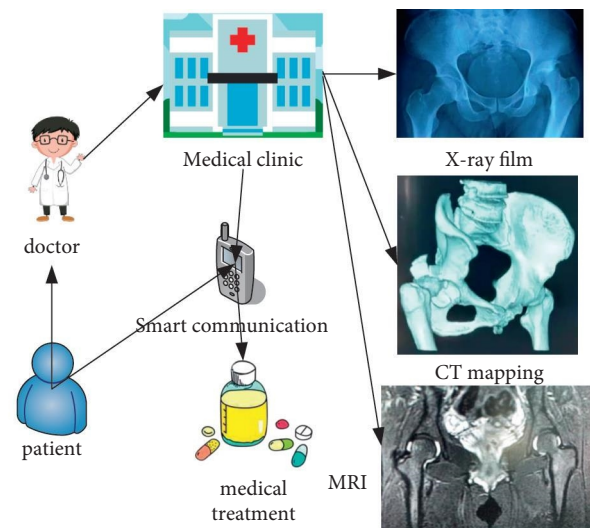 Medical clinic
X-ray film
doctor
Smart communication
CT mapping
patient
medical
treatment
MRI